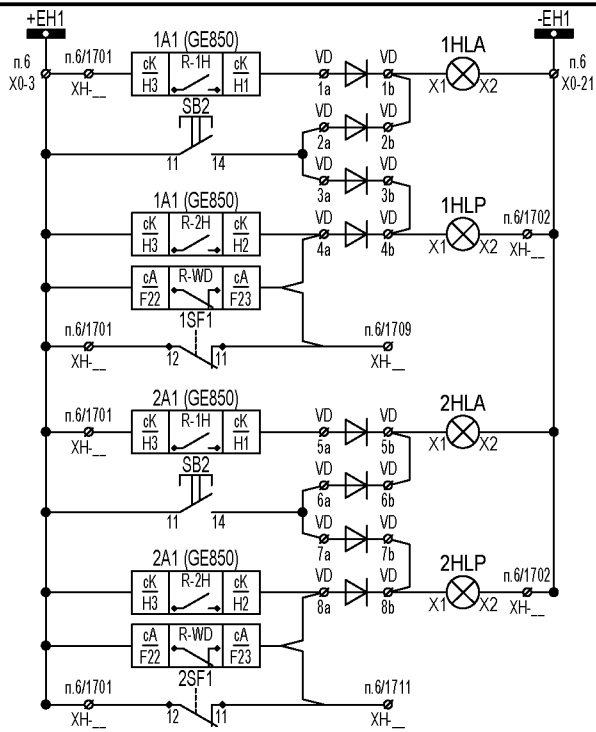 +EH1 -EH1
п.6 X0-3 п.6/1701 XH-__ 1A1 (GE850) cK H3 R-1H cK H1 VD 1a VD 1b 1HLA X1 X2 п.6 X0-21
SB2 11 14 VD 2a VD 2b
VD 3a VD 3b
1A1 (GE850) cK H3 R-2H cK H2 VD 4a VD 4b 1HLP X1 X2 п.6/1702 XH-__
cA F22 R-WD cA F23
п.6/1701 XH-__ 1SF1 12 11 п.6/1709 XH-__
п.6/1701 XH-__ 2A1 (GE850) cK H3 R-1H cK H1 VD 5a VD 5b 2HLA X1 X2
SB2 11 14 VD 6a VD 6b
VD 7a VD 7b
2A1 (GE850) cK H3 R-2H cK H2 VD 8a VD 8b 2HLP X1 X2 п.6/1702 XH-__
cA F22 R-WD cA F23
п.6/1701 XH-__ 2SF1 12 11 п.6/1711 XH-__